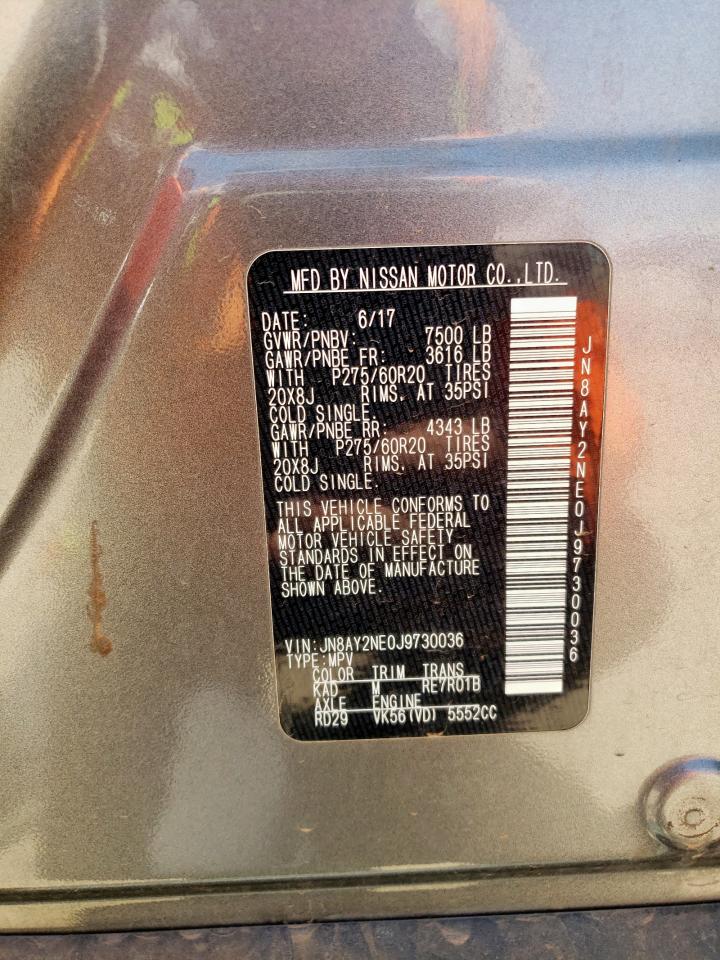 MFD BY NISSAN MOTOR CO.,LTD.
DATE: 6/17
GVWR/PNBV: 7500 LB
GAWR/PNBE FR: 3616 LB
WITH P275/60R20 TIRES
20X8J RIMS. AT 35PSI
COLD SINGLE.
GAWR/PNBE RR: 4343 LB
WITH P275/60R20 TIRES
20X8J RIMS. AT 35PSI
COLD SINGLE.
THIS VEHICLE CONFORMS TO
ALL APPLICABLE FEDERAL
MOTOR VEHICLE SAFETY
STANDARDS IN EFFECT ON
THE DATE OF MANUFACTURE
SHOWN ABOVE.
VIN:JN8AY2NE0J9730036
TYPE:MPV
COLOR TRIM TRANS
KAD M RE7R01B
AXLE ENGINE
RD29 VK56(VD) 5552CC
JN8AY2NE0J9730036